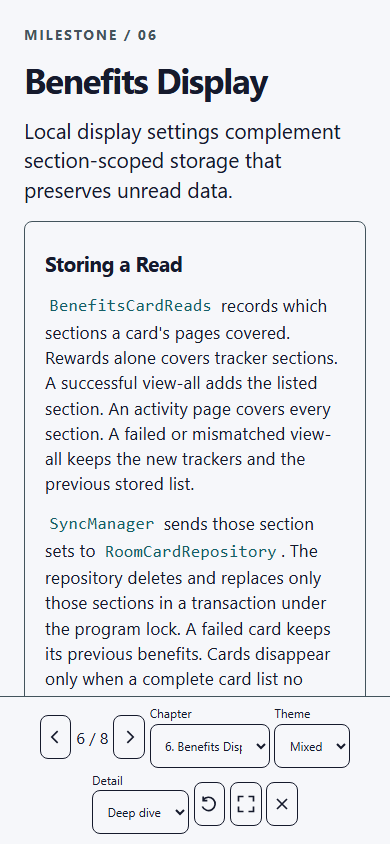 MILESTONE / 06
Benefits Display
Local display settings complement
section-scoped storage that
preserves unread data.
Storing a Read
BenefitsCardReads records which
sections a card's pages covered.
Rewards alone covers tracker sections.
A successful view-all adds the listed
section. An activity page covers every
section. A failed or mismatched view-
all keeps the new trackers and the
previous stored list.
SyncManager sends those section
sets to RoomCardRepository. The
repository deletes and replaces only
those sections in a transaction under
the program lock. A failed card keeps
its previous benefits. Cards disappear
only when a complete card list no
Chapter
Theme
6 / 8
6. Benefits Disp
Mixed
Detail
Deep dive